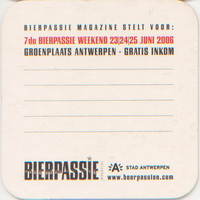 BIERPASSIE MAGAZINE STELT VOOR:
7de BIERPASSIE WEEKEND 23|24|25 JUNI 2006
GROENPLAATS ANTWERPEN - GRATIS INKOM
BIERPASSIE
A STAD ANTWERPEN
www.beerpassion.com